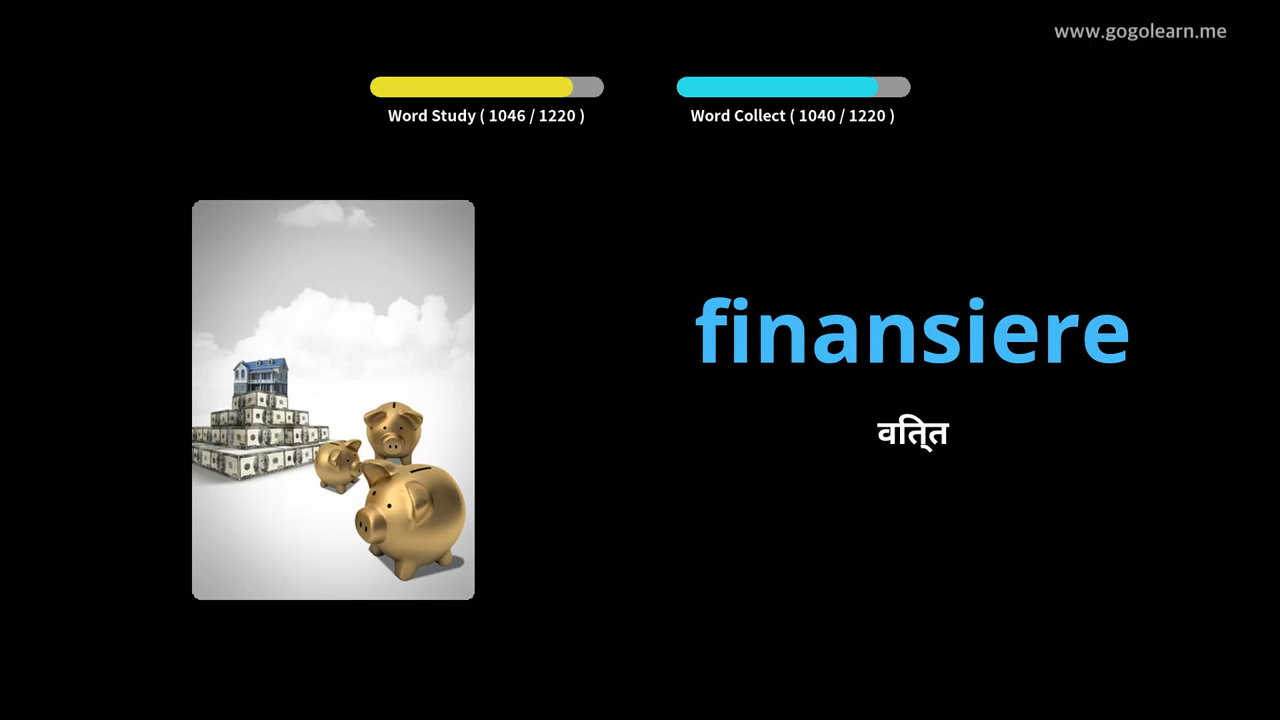 www.gogolearn.me
Word Study ( 1046 / 1220 )
Word Collect ( 1040 / 1220 )
finansiere
वित्त